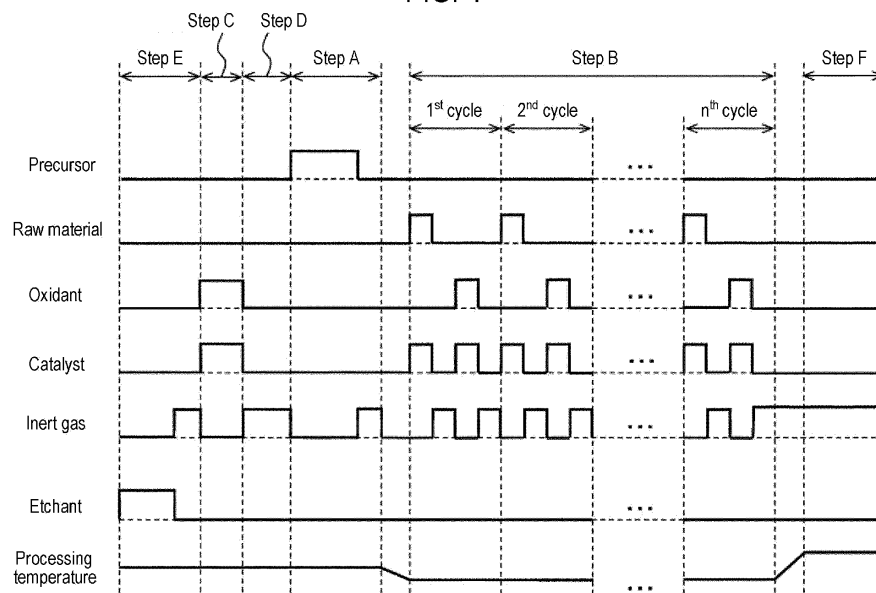 Step C
Step D
Step E
Step A
Step B
Step F
1st cycle
2nd cycle
nth cycle
Precursor
...
Raw material
...
Oxidant
...
Catalyst
...
Inert gas
...
Etchant
...
Processing
temperature
...